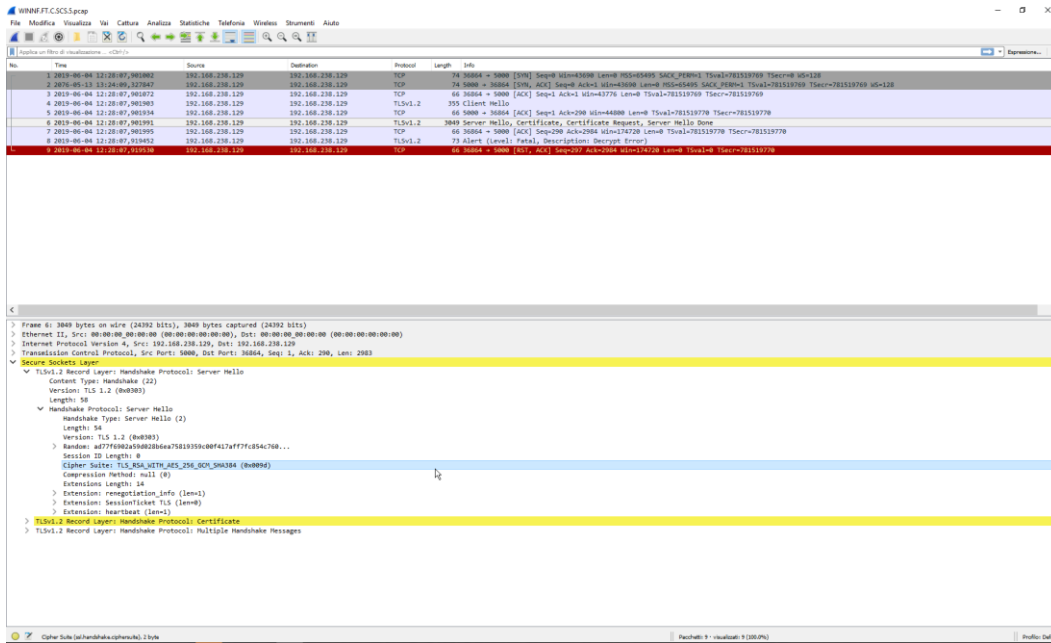 WINNF.FT.C.SCS.5.pcap
File Modifica Visualizza Vai Cattura Analizza Statistiche Telefonia Wireless Strumenti Aiuto
Applica un filtro di visualizzazione ... <Ctrl-/>
Espressione...
No. Time Source Destination Protocol Length Info
1 2019-06-04 12:28:07,901002 192.168.238.129 192.168.238.129 TCP 74 36864 → 5000 [SYN] Seq=0 Win=43690 Len=0 MSS=65495 SACK_PERM=1 TSval=781519769 TSecr=0 WS=128
2 2076-05-13 13:24:09,327847 192.168.238.129 192.168.238.129 TCP 74 5000 → 36864 [SYN, ACK] Seq=0 Ack=1 Win=43690 Len=0 MSS=65495 SACK_PERM=1 TSval=781519769 TSecr=781519769 WS=128
3 2019-06-04 12:28:07,901072 192.168.238.129 192.168.238.129 TCP 66 36864 → 5000 [ACK] Seq=1 Ack=1 Win=43776 Len=0 TSval=781519769 TSecr=781519769
4 2019-06-04 12:28:07,901903 192.168.238.129 192.168.238.129 TLSv1.2 355 Client Hello
5 2019-06-04 12:28:07,901934 192.168.238.129 192.168.238.129 TCP 66 5000 → 36864 [ACK] Seq=1 Ack=290 Win=44800 Len=0 TSval=781519770 TSecr=781519770
6 2019-06-04 12:28:07,901991 192.168.238.129 192.168.238.129 TLSv1.2 3049 Server Hello, Certificate, Certificate Request, Server Hello Done
7 2019-06-04 12:28:07,901995 192.168.238.129 192.168.238.129 TCP 66 36864 → 5000 [ACK] Seq=290 Ack=2984 Win=174720 Len=0 TSval=781519770 TSecr=781519770
8 2019-06-04 12:28:07,919452 192.168.238.129 192.168.238.129 TLSv1.2 73 Alert (Level: Fatal, Description: Decrypt Error)
9 2019-06-04 12:28:07,919530 192.168.238.129 192.168.238.129 TCP 66 36864 → 5000 [RST, ACK] Seq=297 Ack=2984 Win=174720 Len=0 TSval=0 TSecr=781519770
Frame 6: 3049 bytes on wire (24392 bits), 3049 bytes captured (24392 bits)
Ethernet II, Src: 00:00:00_00:00:00 (00:00:00:00:00:00), Dst: 00:00:00_00:00:00 (00:00:00:00:00:00)
Internet Protocol Version 4, Src: 192.168.238.129, Dst: 192.168.238.129
Transmission Control Protocol, Src Port: 5000, Dst Port: 36864, Seq: 1, Ack: 290, Len: 2983
Secure Sockets Layer
TLSv1.2 Record Layer: Handshake Protocol: Server Hello
Content Type: Handshake (22)
Version: TLS 1.2 (0x0303)
Length: 58
Handshake Protocol: Server Hello
Handshake Type: Server Hello (2)
Length: 54
Version: TLS 1.2 (0x0303)
Random: ad77f6902a59d028b6ea75819359c00f417aff7fc854c760...
Session ID Length: 0
Cipher Suite: TLS_RSA_WITH_AES_256_GCM_SHA384 (0x009d)
Compression Method: null (0)
Extensions Length: 14
Extension: renegotiation_info (len=1)
Extension: SessionTicket TLS (len=0)
Extension: heartbeat (len=1)
TLSv1.2 Record Layer: Handshake Protocol: Certificate
TLSv1.2 Record Layer: Handshake Protocol: Multiple Handshake Messages
Cipher Suite (ssl.handshake.ciphersuite), 2 byte
Pacchetti: 9 · visualizzati: 9 (100.0%)
Profilo: Def